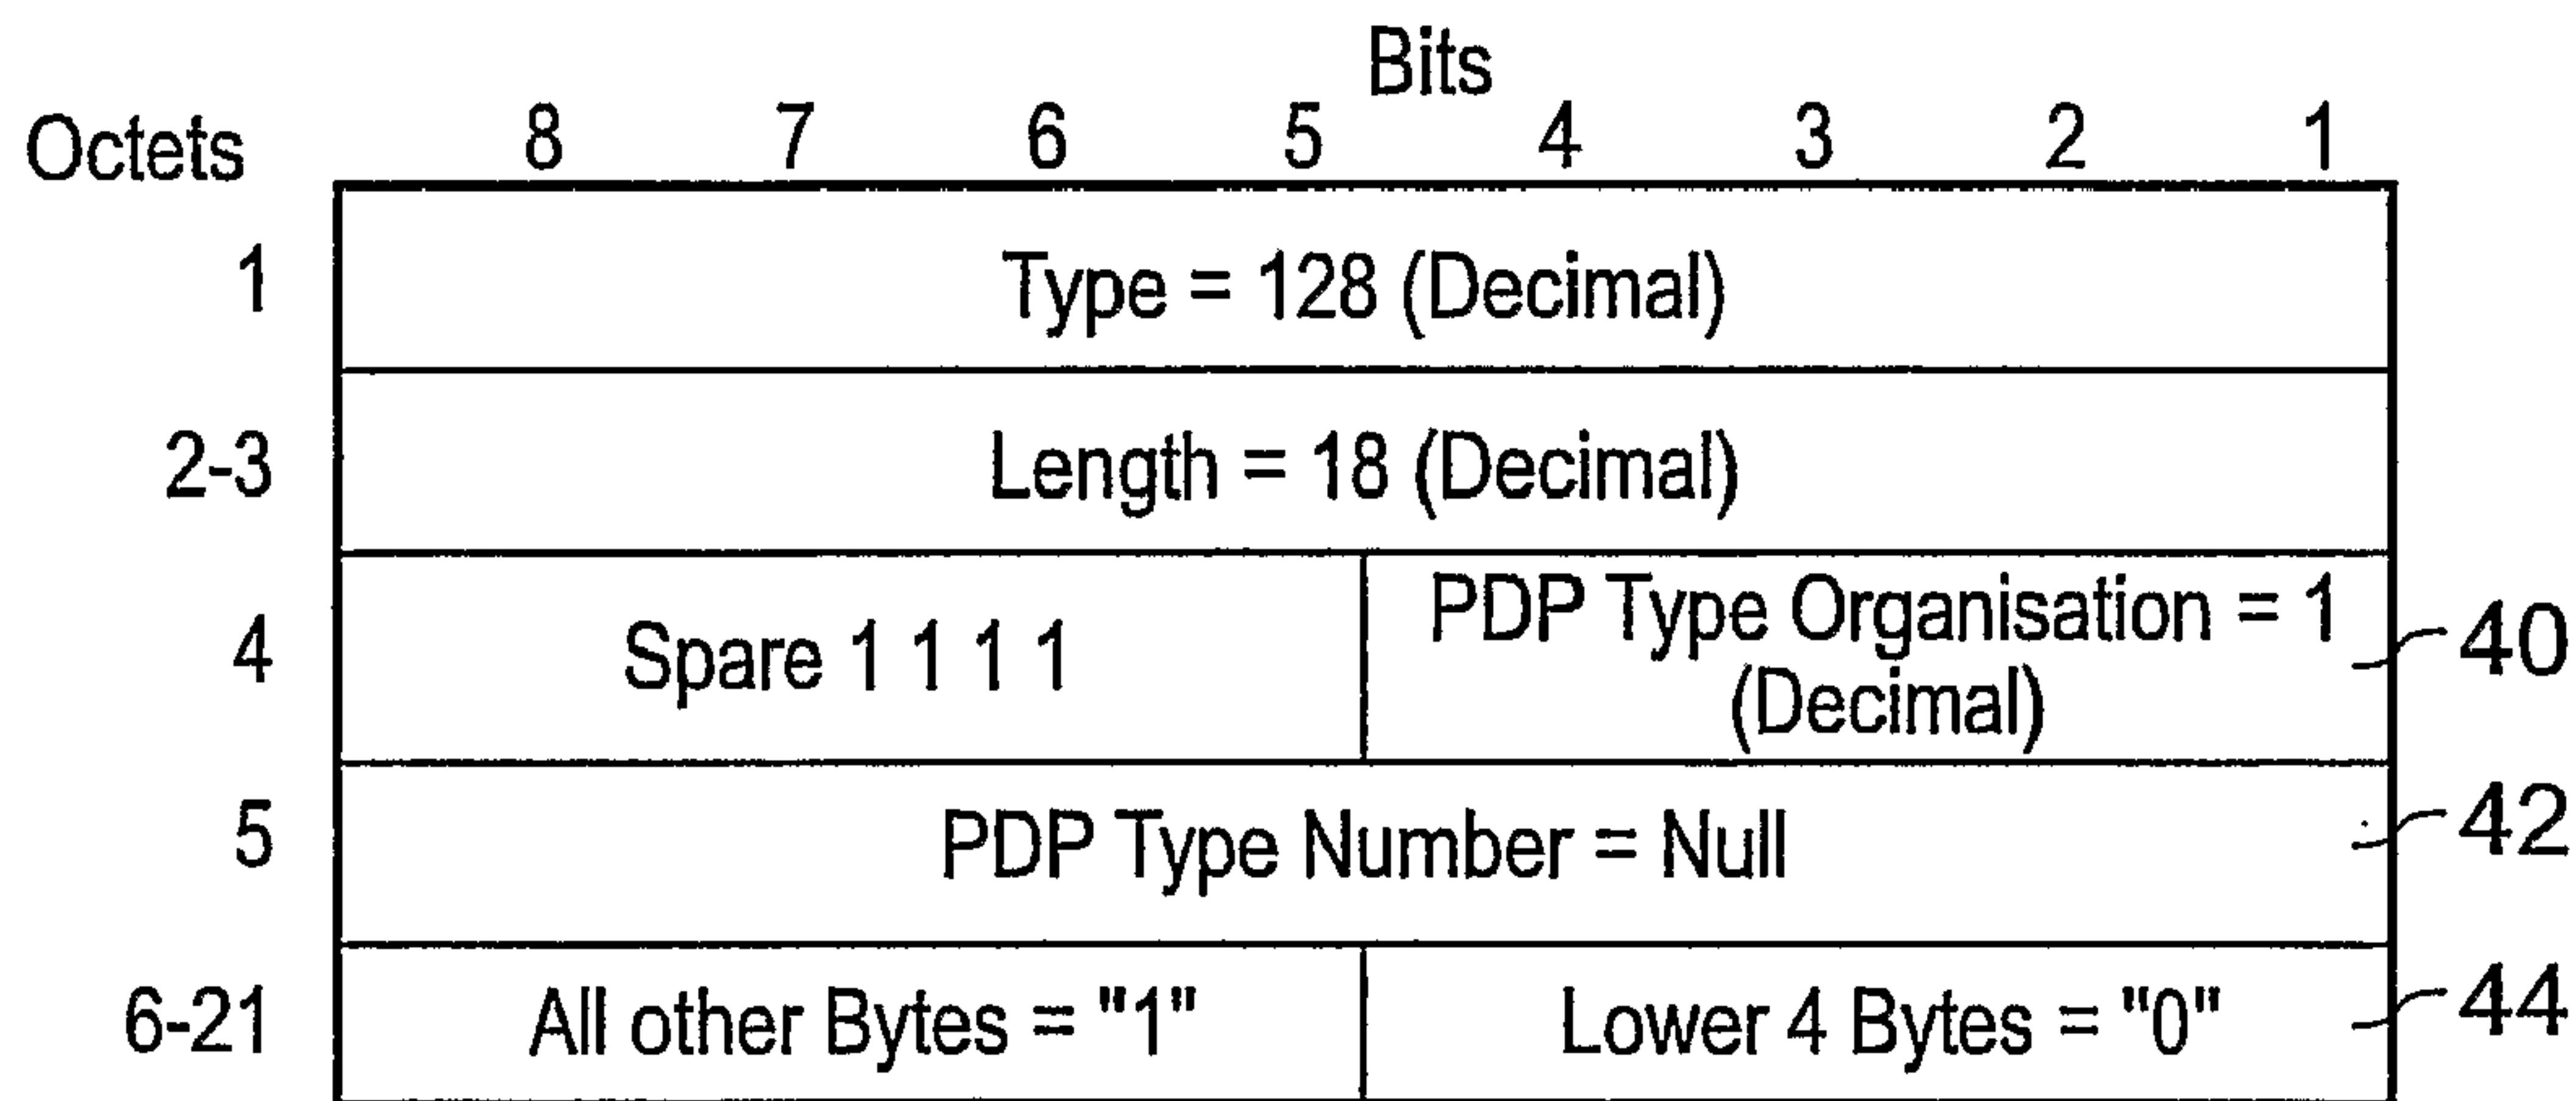 Bits
Octets 8 7 6 5 4 3 2 1
1 Type = 128 (Decimal)
2-3 Length = 18 (Decimal)
4 Spare 1 1 1 1 PDP Type Organisation = 1 40
(Decimal)
5 PDP Type Number = Null 42
6-21 All other Bytes = "1" Lower 4 Bytes = "0" 44